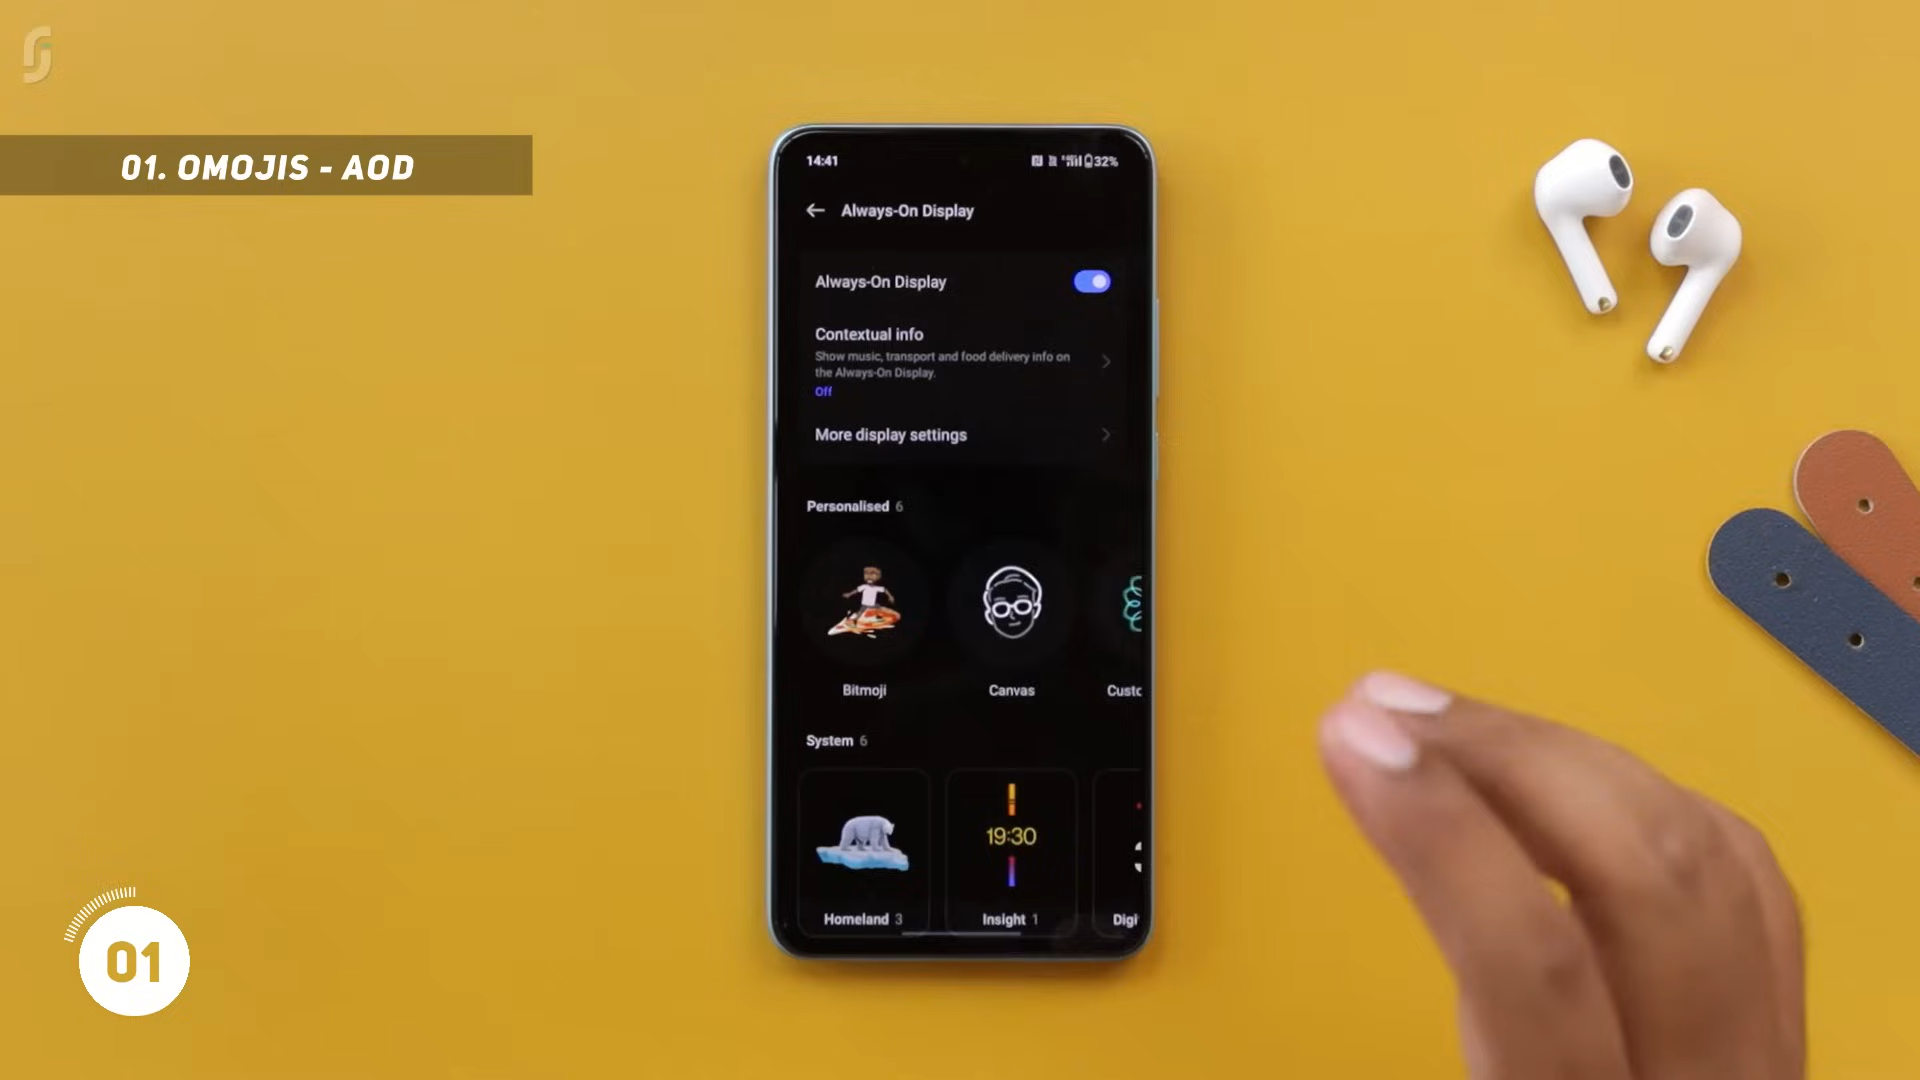 01. OMOJIS - AOD
14:41
32%
Always-On Display
Always-On Display
Contextual info
Show music, transport and food delivery info on
the Always-On Display.
Off
More display settings
Personalised 6
Bitmoji
Canvas
Custo
System 6
19:30
Homeland 3
Insight 1
Digi
01